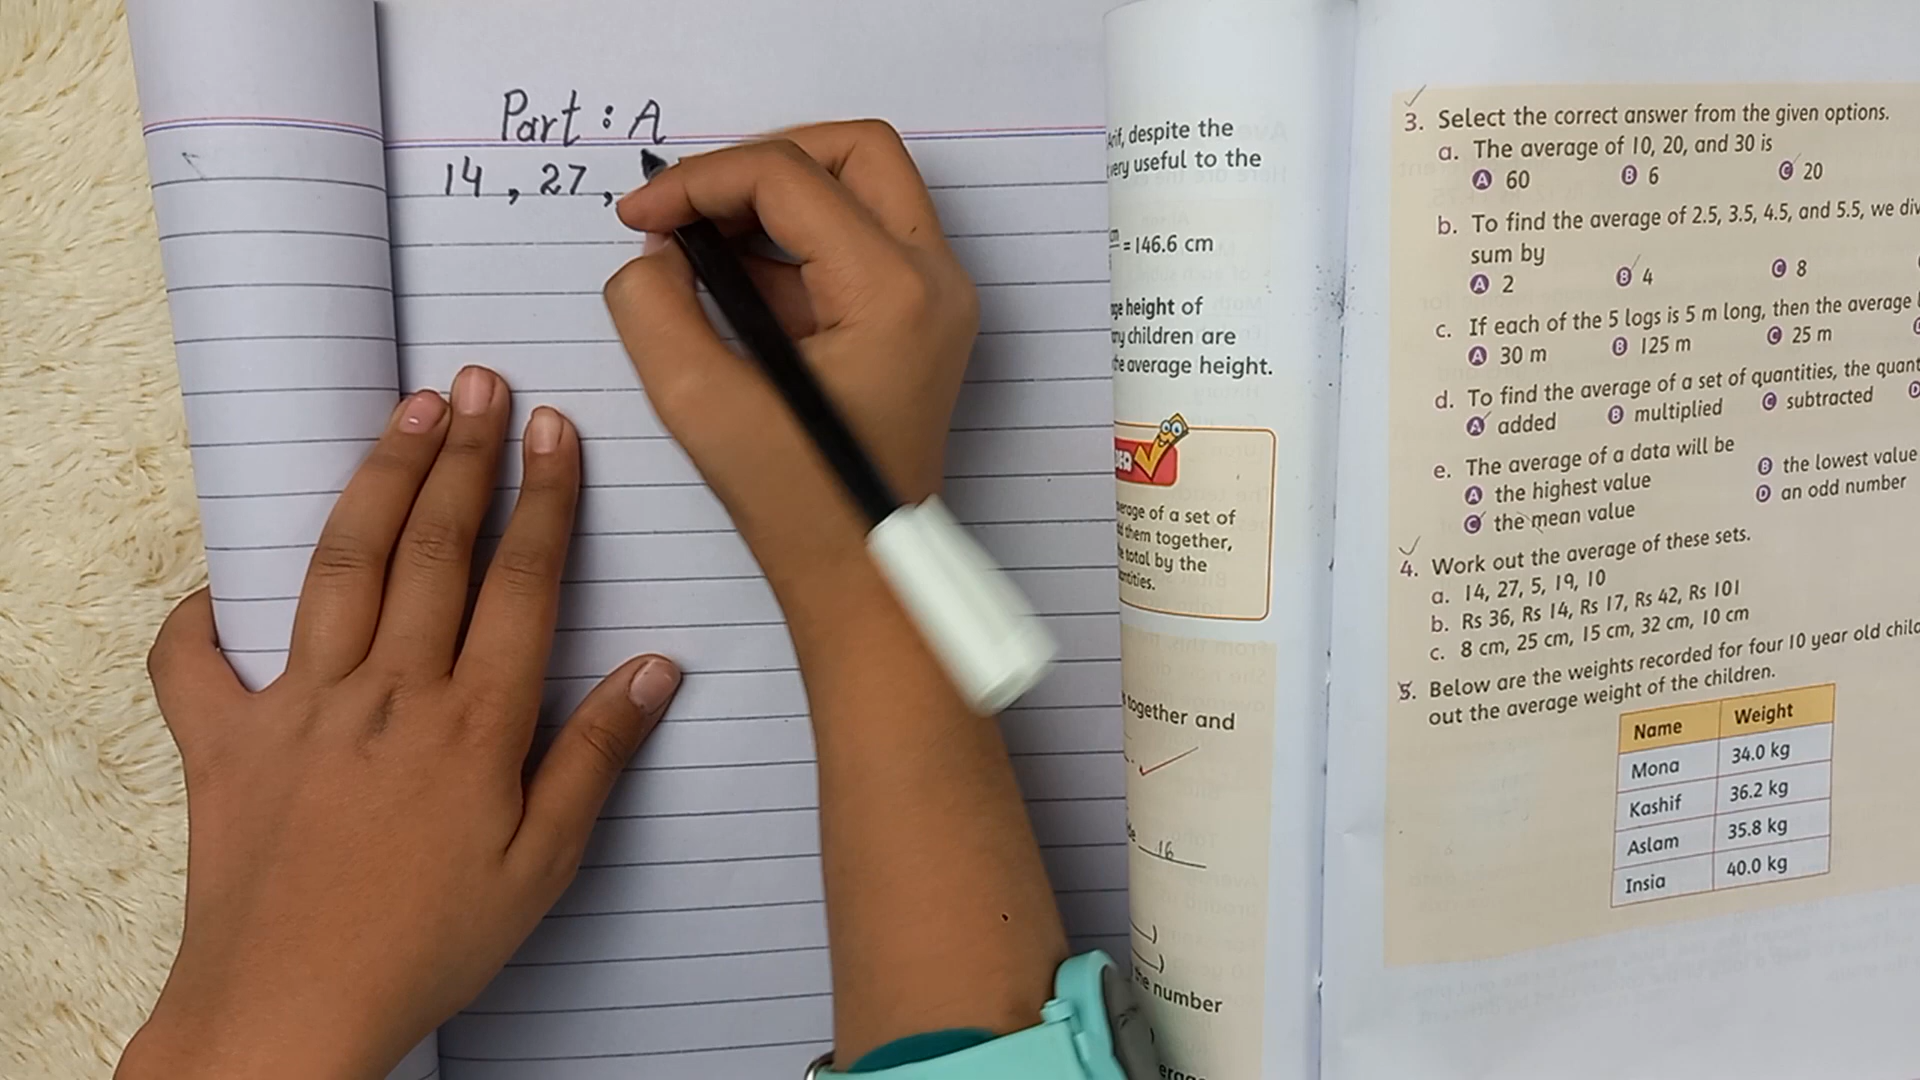 Part : A
14 , 27 ,
despite the
very useful to the
= 146.6 cm
height of
children are
average height.
of a set of
them together,
total by the
together and
16
the number
3. Select the correct answer from the given options.
a. The average of 10, 20, and 30 is
A 60 B 6 C 20
b. To find the average of 2.5, 3.5, 4.5, and 5.5, we
sum by
A 2 B 4 C 8
c. If each of the 5 logs is 5 m long, then the average
A 30 m B 125 m C 25 m
d. To find the average of a set of quantities, the
A added B multiplied C subtracted D
e. The average of a data will be
A the highest value B the lowest value
C the mean value D an odd number
4. Work out the average of these sets.
a. 14, 27, 5, 19, 10
b. Rs 36, Rs 14, Rs 17, Rs 42, Rs 101
c. 8 cm, 25 cm, 15 cm, 32 cm, 10 cm
5. Below are the weights recorded for four 10 year old
out the average weight of the children.
Name Weight
Mona 34.0 kg
Kashif 36.2 kg
Aslam 35.8 kg
Insia 40.0 kg